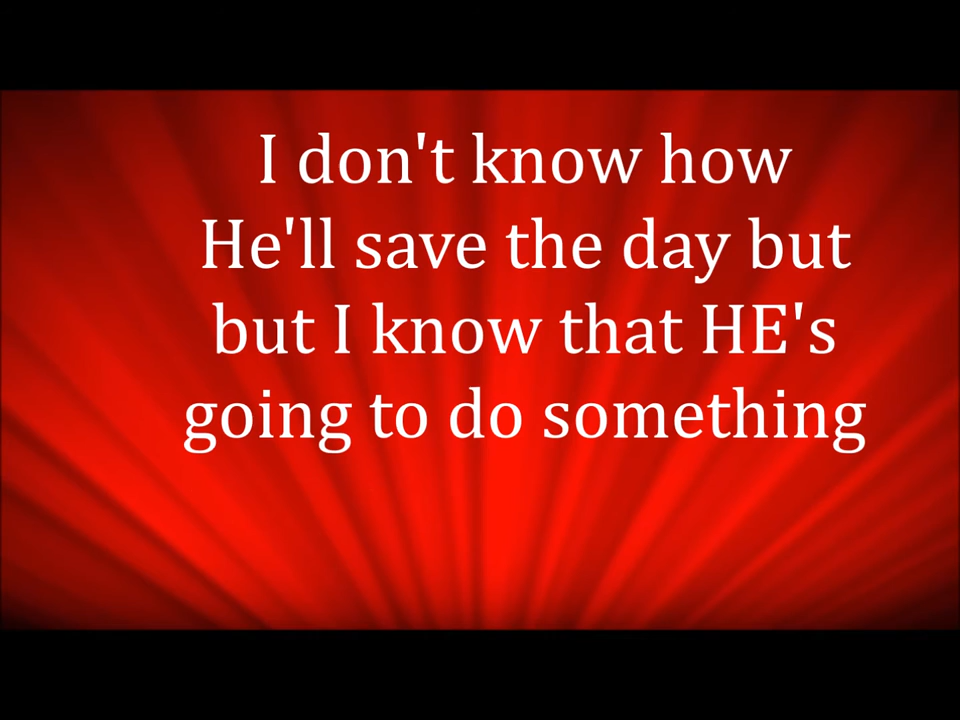 I don't know how
He'll save the day but
but I know that HE's
going to do something